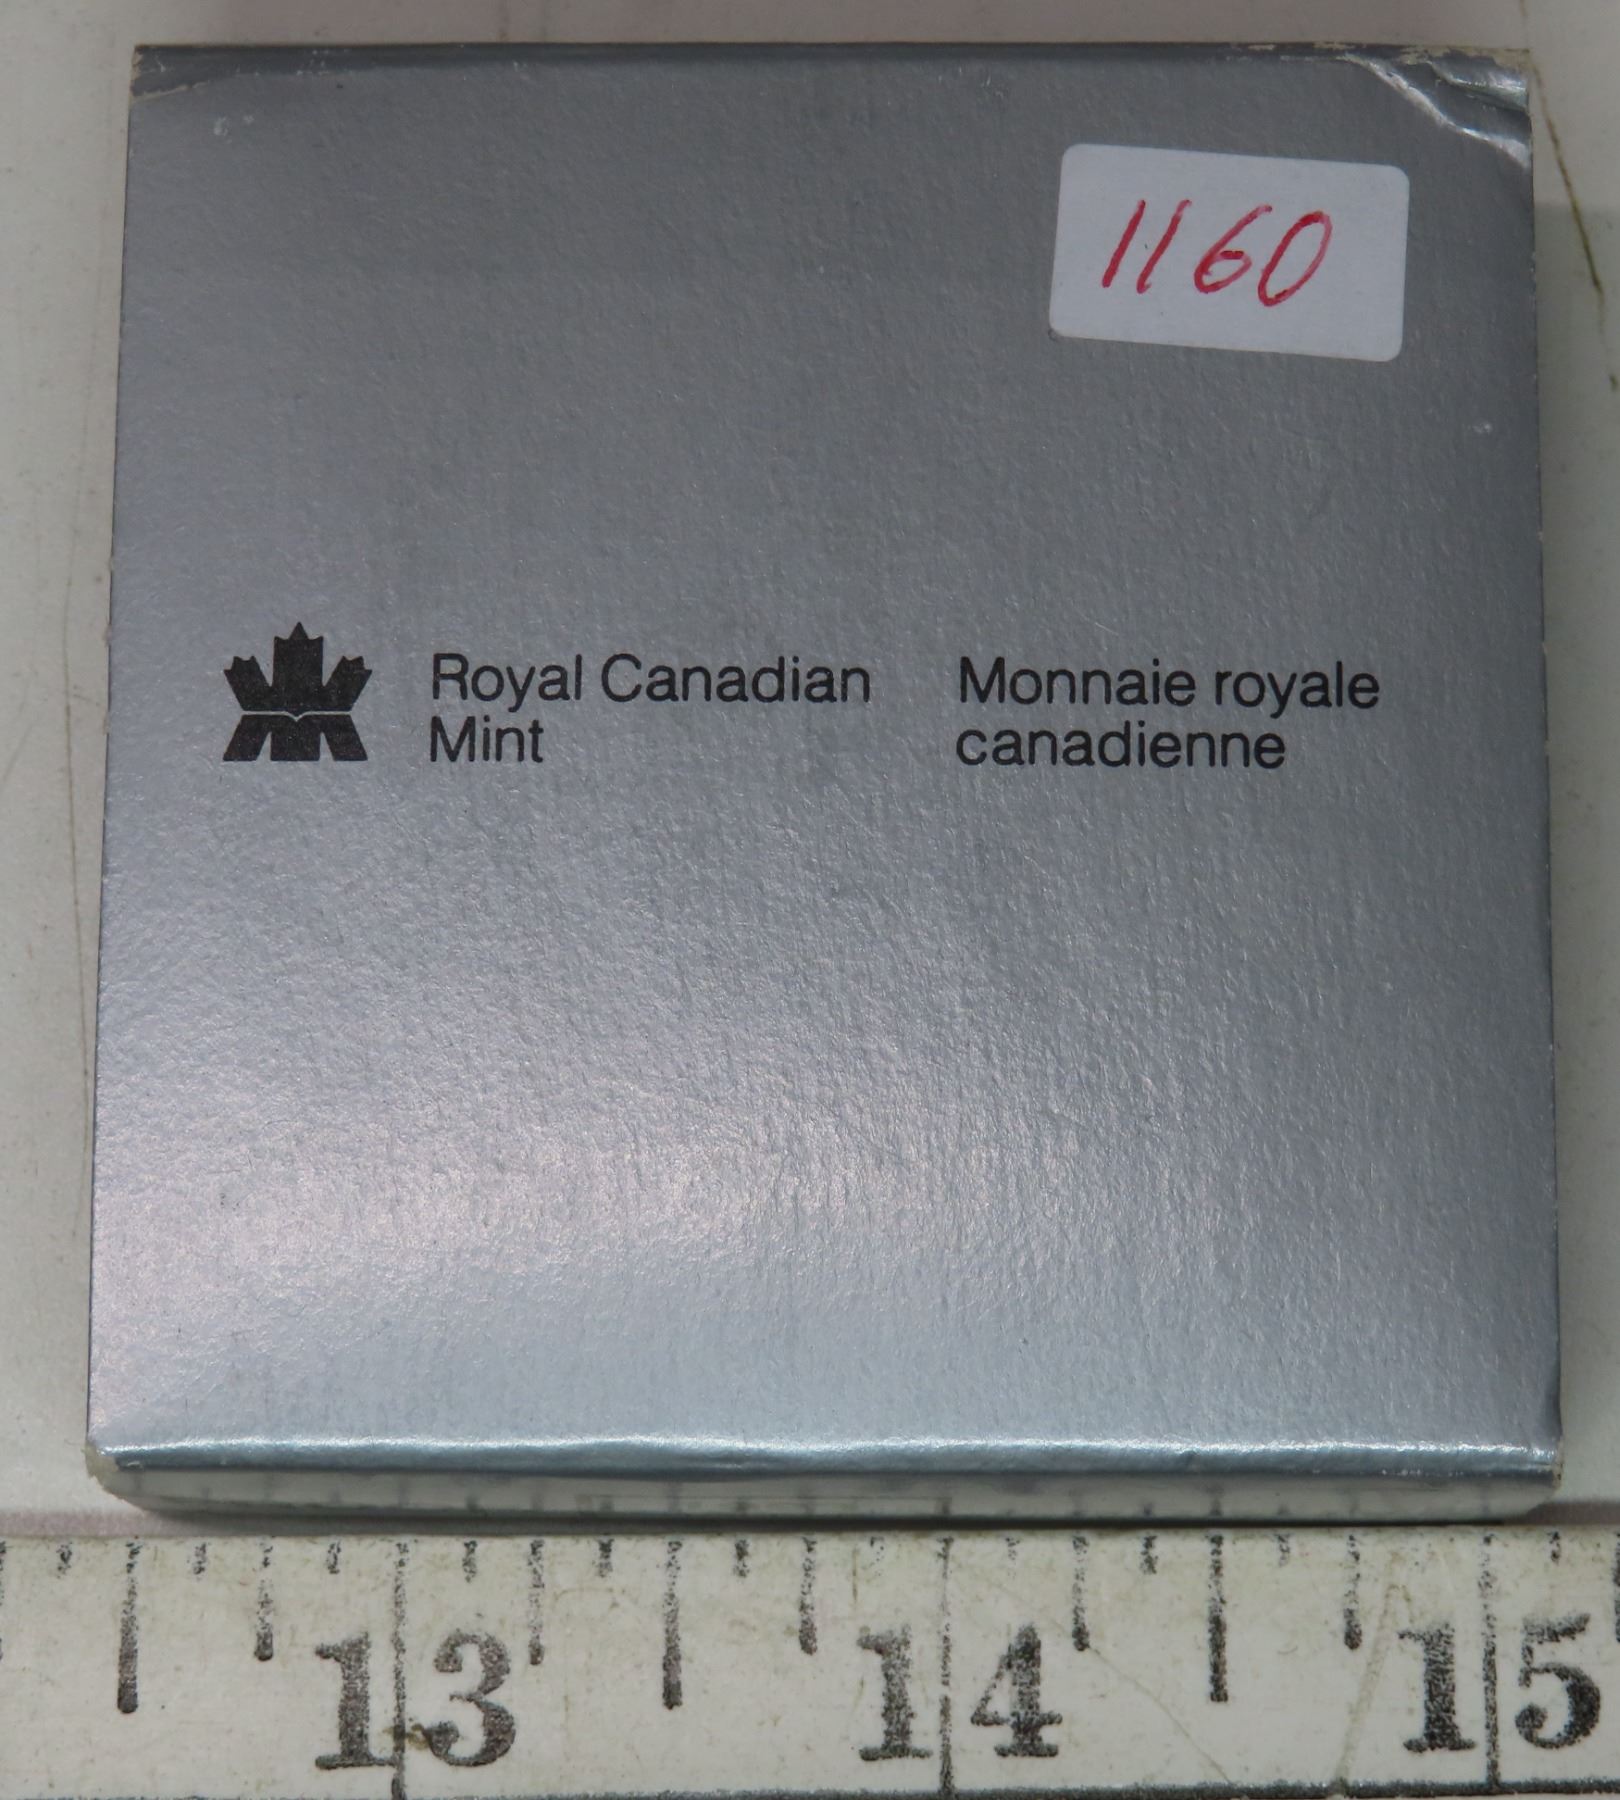 1160
Royal Canadian Mint
Monnaie royale canadienne
13 14 15